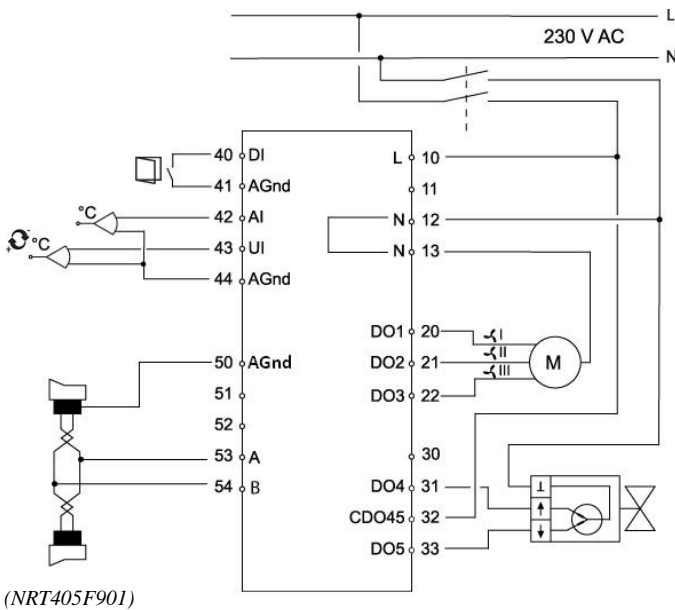 L
230 V AC
N
40 DI
L 10
41 AGnd
11
°C
42 AI
N 12
°C
43 UI
N 13
44 AGnd
DO1 20
I
50 AGnd
DO2 21
II
M
51
DO3 22
III
52
53 A
30
54 B
DO4 31
CDO45 32
DO5 33
(NRT405F901)